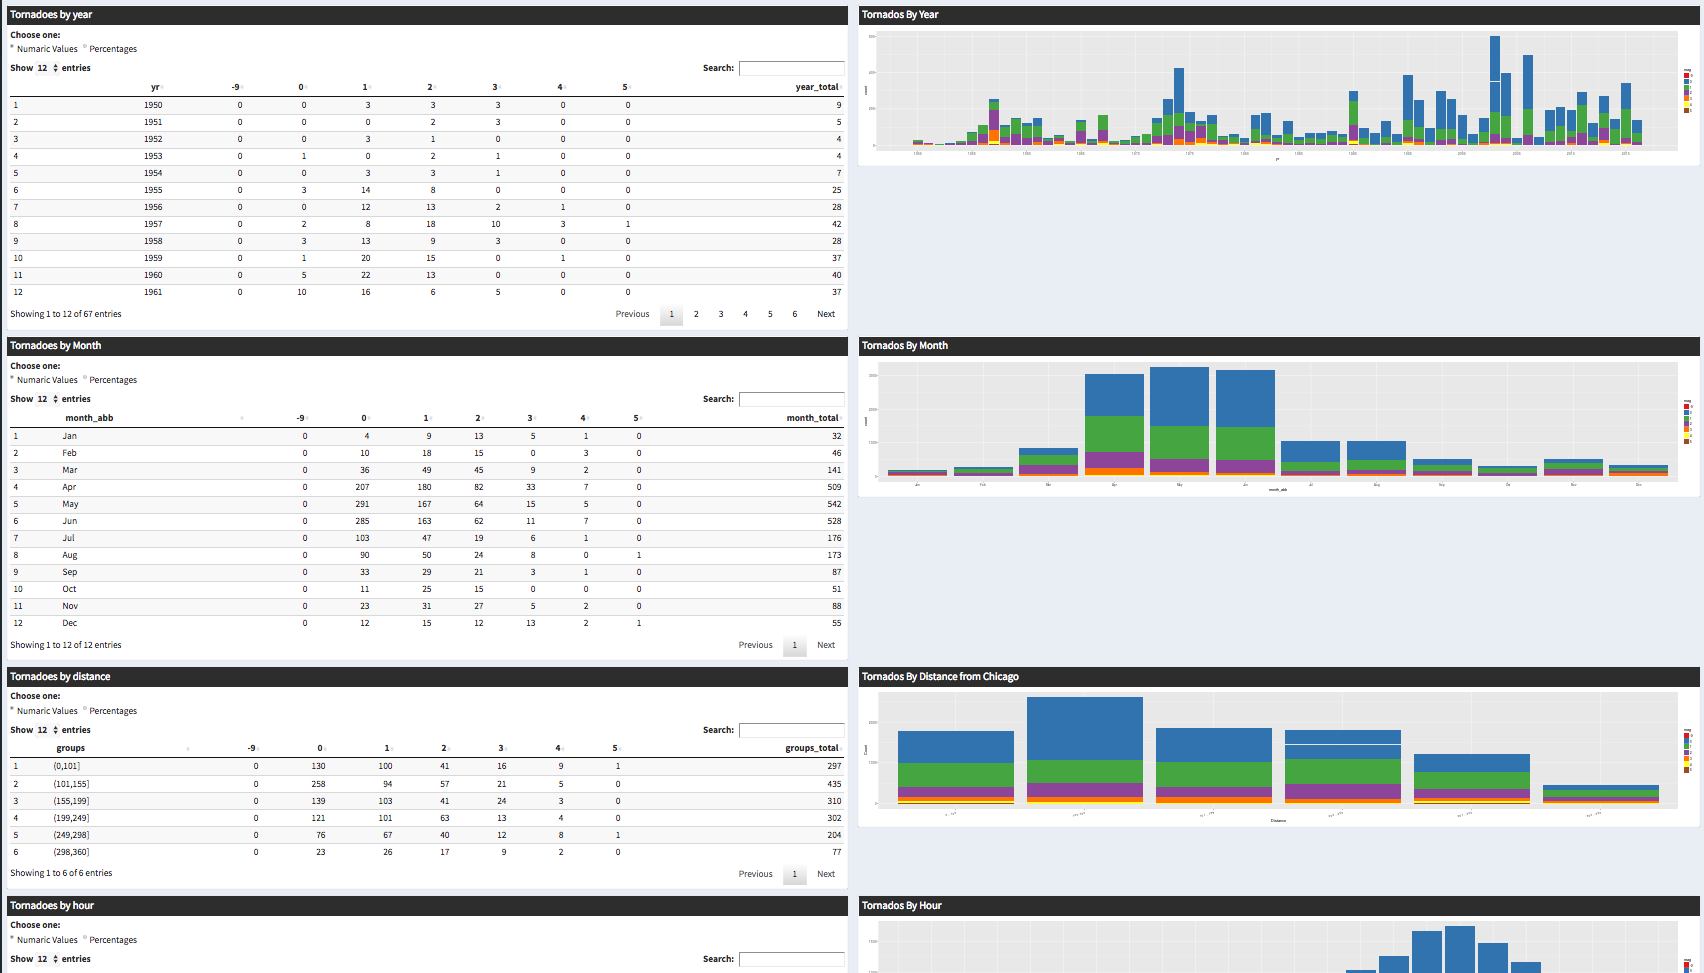 Tornadoes by year
Choose one:
Numaric Values Percentages
Show 12 entries Search:
yr -9 0 1 2 3 4 5 year_total
1 1950 0 0 3 3 3 0 0 9
2 1951 0 0 0 2 3 0 0 5
3 1952 0 0 3 1 0 0 0 4
4 1953 0 1 0 2 1 0 0 4
5 1954 0 0 3 3 1 0 0 7
6 1955 0 3 14 8 0 0 0 25
7 1956 0 0 12 13 2 1 0 28
8 1957 0 2 8 18 10 3 1 42
9 1958 0 3 13 9 3 0 0 28
10 1959 0 1 20 15 0 1 0 37
11 1960 0 5 22 13 0 0 0 40
12 1961 0 10 16 6 5 0 0 37
Showing 1 to 12 of 67 entries Previous 1 2 3 4 5 6 Next
Tornados By Year
Tornadoes by Month
Choose one:
Numaric Values Percentages
Show 12 entries Search:
month_abb -9 0 1 2 3 4 5 month_total
1 Jan 0 4 9 13 5 1 0 32
2 Feb 0 10 18 15 0 3 0 46
3 Mar 0 36 49 45 9 2 0 141
4 Apr 0 207 180 82 33 7 0 509
5 May 0 291 167 64 15 5 0 542
6 Jun 0 285 163 62 11 7 0 528
7 Jul 0 103 47 19 6 1 0 176
8 Aug 0 90 50 24 8 0 1 173
9 Sep 0 33 29 21 3 1 0 87
10 Oct 0 11 25 15 0 0 0 51
11 Nov 0 23 31 27 5 2 0 88
12 Dec 0 12 15 12 13 2 1 55
Showing 1 to 12 of 12 entries Previous 1 Next
Tornados By Month
month_abb
Tornadoes by distance
Choose one:
Numaric Values Percentages
Show 12 entries Search:
groups -9 0 1 2 3 4 5 groups_total
1 (0,101] 0 130 100 41 16 9 1 297
2 (101,155] 0 258 94 57 21 5 0 435
3 (155,199] 0 139 103 41 24 3 0 310
4 (199,249] 0 121 101 63 13 4 0 302
5 (249,298] 0 76 67 40 12 8 1 204
6 (298,360] 0 23 26 17 9 2 0 77
Showing 1 to 6 of 6 entries Previous 1 Next
Tornados By Distance from Chicago
Distance
Tornadoes by hour
Choose one:
Numaric Values Percentages
Show 12 entries Search:
Tornados By Hour